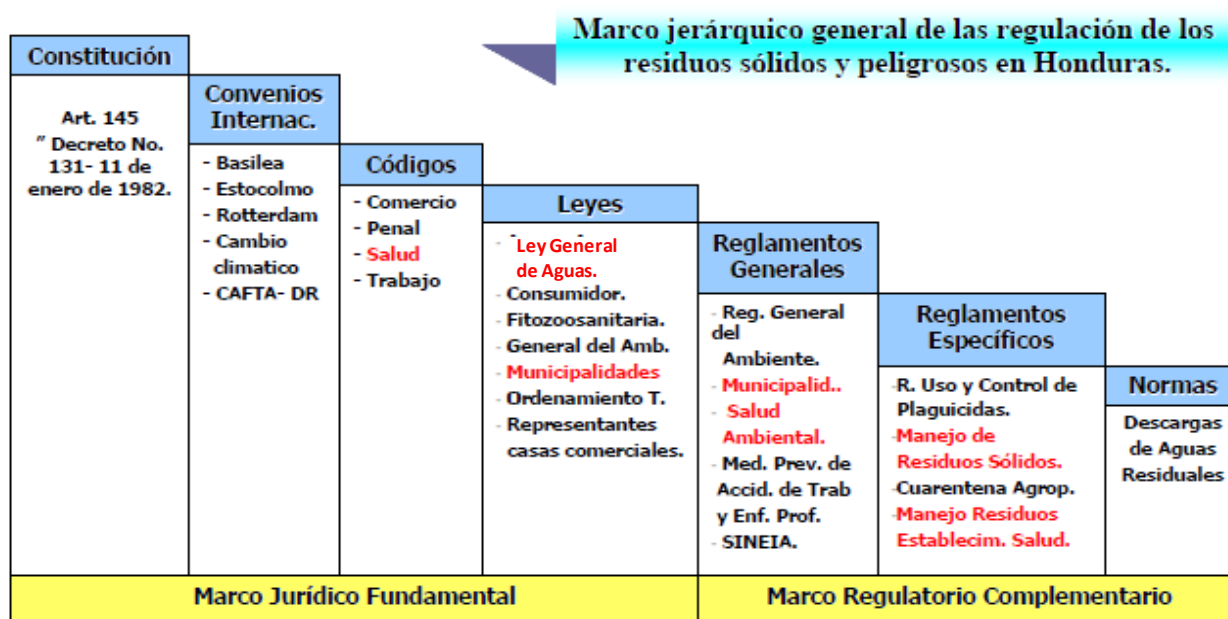 Marco jerárquico general de las regulación de los
residuos sólidos y peligrosos en Honduras.
Constitución
Art. 145
" Decreto No.
131- 11 de
enero de 1982.
Convenios
Internac.
- Basilea
- Estocolmo
- Rotterdam
- Cambio
climatico
- CAFTA- DR
Códigos
- Comercio
- Penal
- Salud
- Trabajo
Leyes
Ley General
de Aguas.
- Consumidor.
- Fitozoosanitaria.
- General del Amb.
- Municipalidades
- Ordenamiento T.
- Representantes
casas comerciales.
Reglamentos
Generales
- Reg. General
del
Ambiente.
- Municipalid..
- Salud
Ambiental.
- Med. Prev. de
Accid. de Trab
y Enf. Prof.
- SINEIA.
Reglamentos
Específicos
-R. Uso y Control de
Plaguicidas.
-Manejo de
Residuos Sólidos.
-Cuarentena Agrop.
-Manejo Residuos
Establecim. Salud.
Normas
Descargas
de Aguas
Residuales
Marco Jurídico Fundamental
Marco Regulatorio Complementario